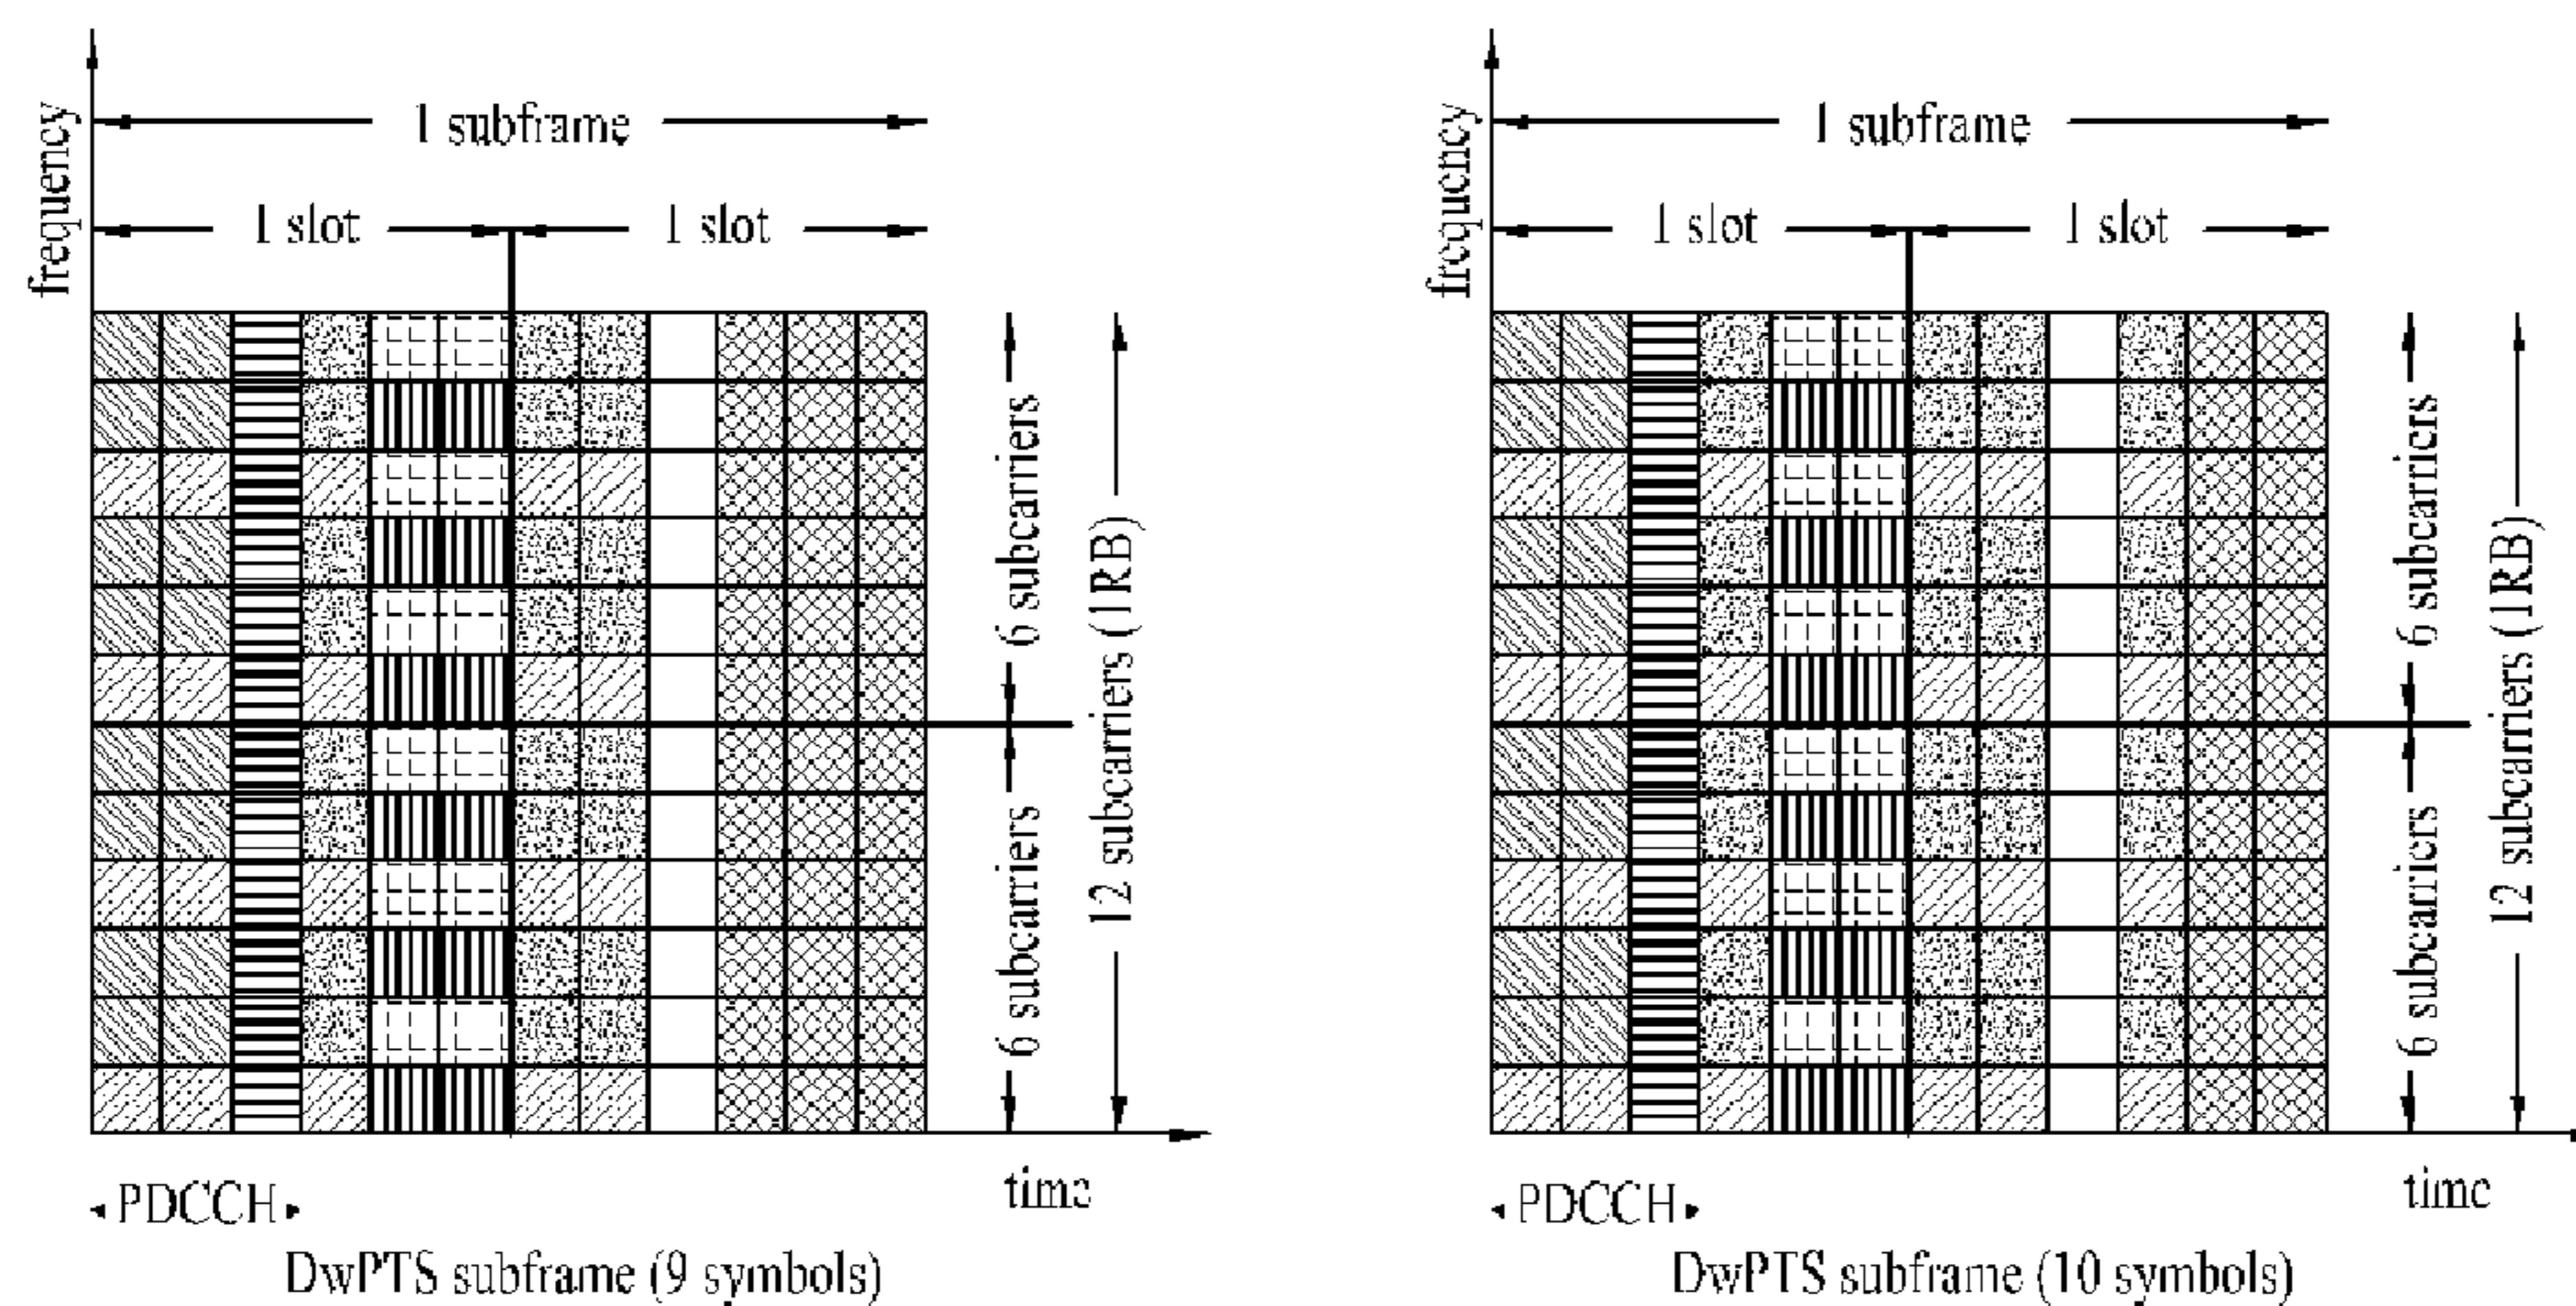 frequency
1 subframe
1 slot
1 slot
6 subcarriers
6 subcarriers
12 subcarriers (1RB)
time
PDCCH
DwPTS subframe (9 symbols)
frequency
1 subframe
1 slot
1 slot
6 subcarriers
6 subcarriers
12 subcarriers (1RB)
time
PDCCH
DwPTS subframe (10 symbols)